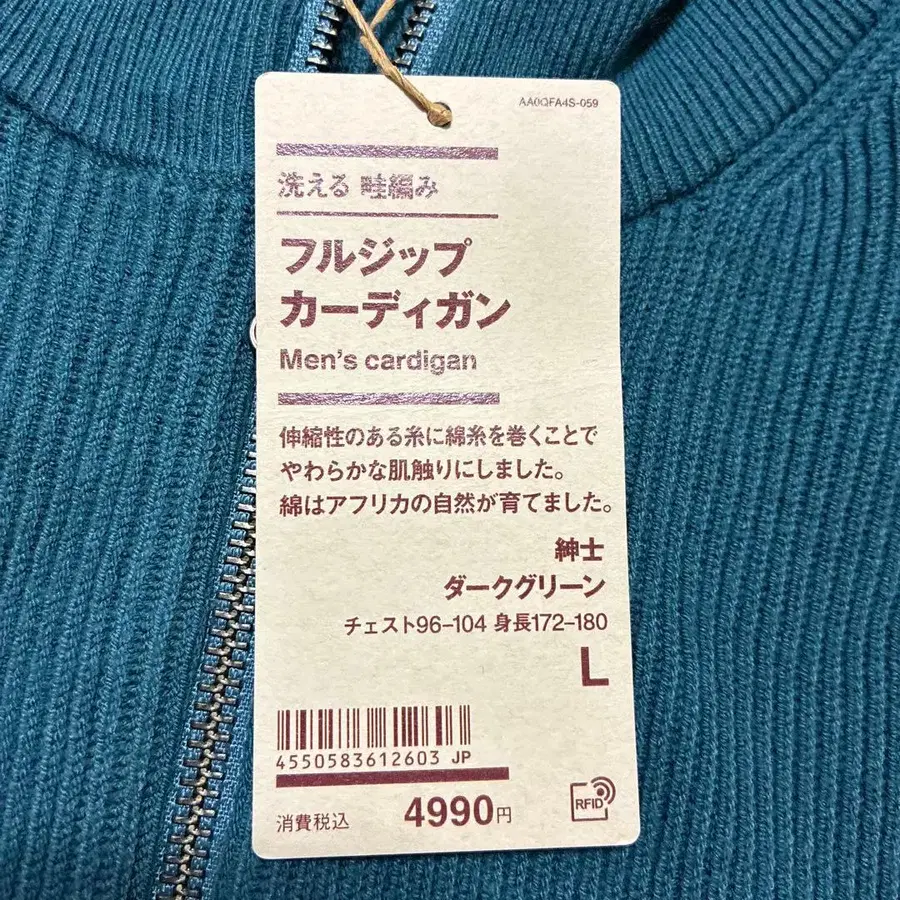 AA0QFA4S-059
洗える 畦編み
フルジップ
カーディガン
Men's cardigan
伸縮性のある糸に綿糸を巻くことで
やわらかな肌触りにしました。
綿はアフリカの自然が育てました。
紳士
ダークグリーン
チェスト96-104 身長172-180
L
4550583612603 JP
消費税込 4990円
RFID